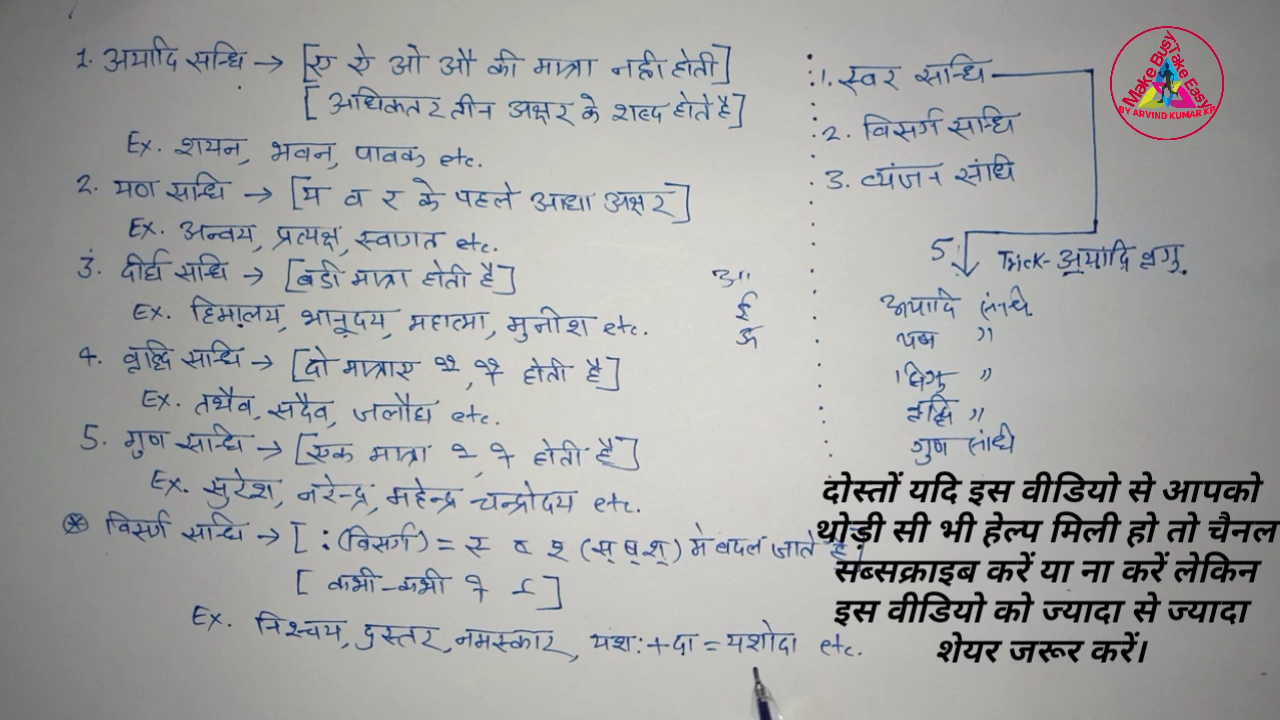 1. अयादि सन्धि → [ए ऐ ओ औ की मात्रा नही होती]
[अधिकतर तीन अक्षर के शब्द होते है]
Ex. शयन, भवन, पावक etc.
2. यण सन्धि → [य व र के पहले आधा अक्षर]
Ex. अन्वय, प्रत्यक्ष, स्वागत etc.
3. दीर्घ सन्धि → [बडी मात्रा होती है]
Ex. हिमालय, भानूदय, महात्मा, मुनीश etc.
आ
ई
ऊ
4. वृद्धि सन्धि → [दो मात्राए ै, ौ होती है]
Ex. तथैव, सदैव, जलौघ etc.
5. गुण सन्धि → [एक मात्रा े, ो होती है]
Ex. सुरेश, नरेन्द्र, महेन्द्र चन्द्रोदय etc.
विसर्ग सन्धि → [ : (विसर्ग) = स ष श (स् ष् श्) मे बदल जाते है]
[ कभी-कभी ो र्]
Ex. निश्चय, दुस्तर, नमस्कार, यश:+दा = यशोदा etc.
1. स्वर सन्धि
2. विसर्ग सन्धि
3. व्यंजन संधि
5 Trick- अयादि
अयादि संधि
"
"
वृद्धि "
गुण संधि
Make Busy Take Easy
BY ARVIND KUMAR KP
दोस्तों यदि इस वीडियो से आपको
थोड़ी सी भी हेल्प मिली हो तो चैनल
सब्सक्राइब करें या ना करें लेकिन
इस वीडियो को ज्यादा से ज्यादा
शेयर जरूर करें।